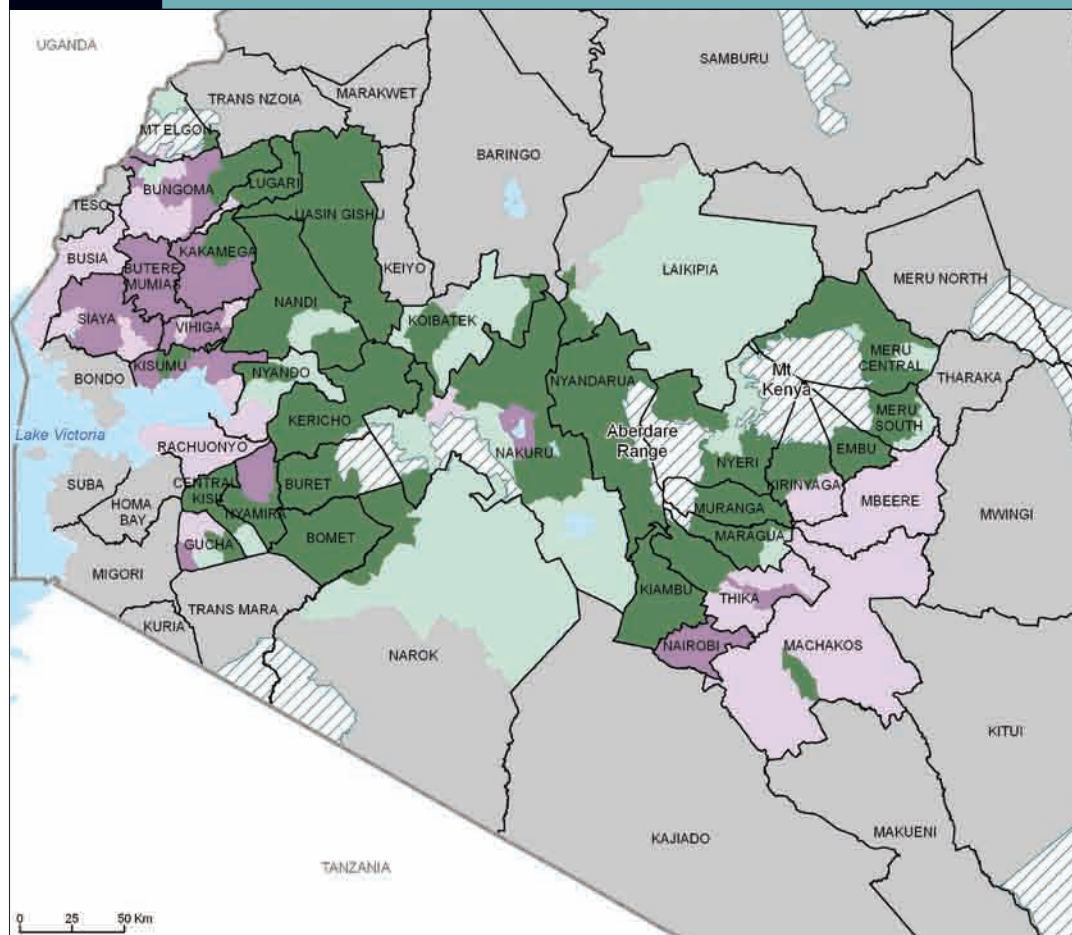 UGANDA
SAMBURU
TRANS NZOIA
MARAKWET
MT ELGON
BARINGO
BUNGOMA
LUGARI
TESO
UASIN GISHU
BUSIA
KAKAMEGA
KEIYO
LAIKIPIA
BUTERE
MUMIAS
MERU NORTH
NANDI
SIAYA
VIHIGA
KOIBATEK
KISUMU
NYANDO
MERU
CENTRAL
Mt
Kenya
THARAKA
BONDO
NYANDARUA
KERICHO
MERU
SOUTH
Lake Victoria
RACHUONYO
Aberdare
Range
NAKURU
NYERI
EMBU
SUBA
CENTRAL
KISII
BURET
KIRINYAGA
MBEERE
HOMA
BAY
NYAMIRA
MURANGA
MWINGI
GUCHA
BOMET
MARAGUA
MIGORI
KIAMBU
THIKA
TRANS MARA
KURIA
NAROK
NAIROBI
MACHAKOS
KITUI
KAJIADO
MAKUENI
TANZANIA
0 25 50 Km